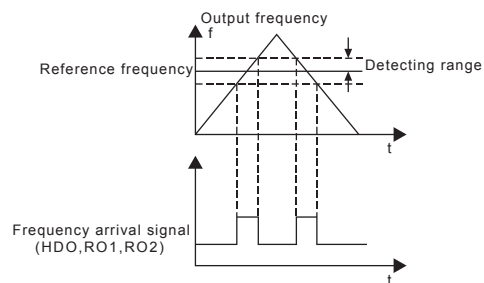 Output frequency
f
Reference frequency
Detecting range
t
Frequency arrival signal
(HDO,RO1,RO2)
t